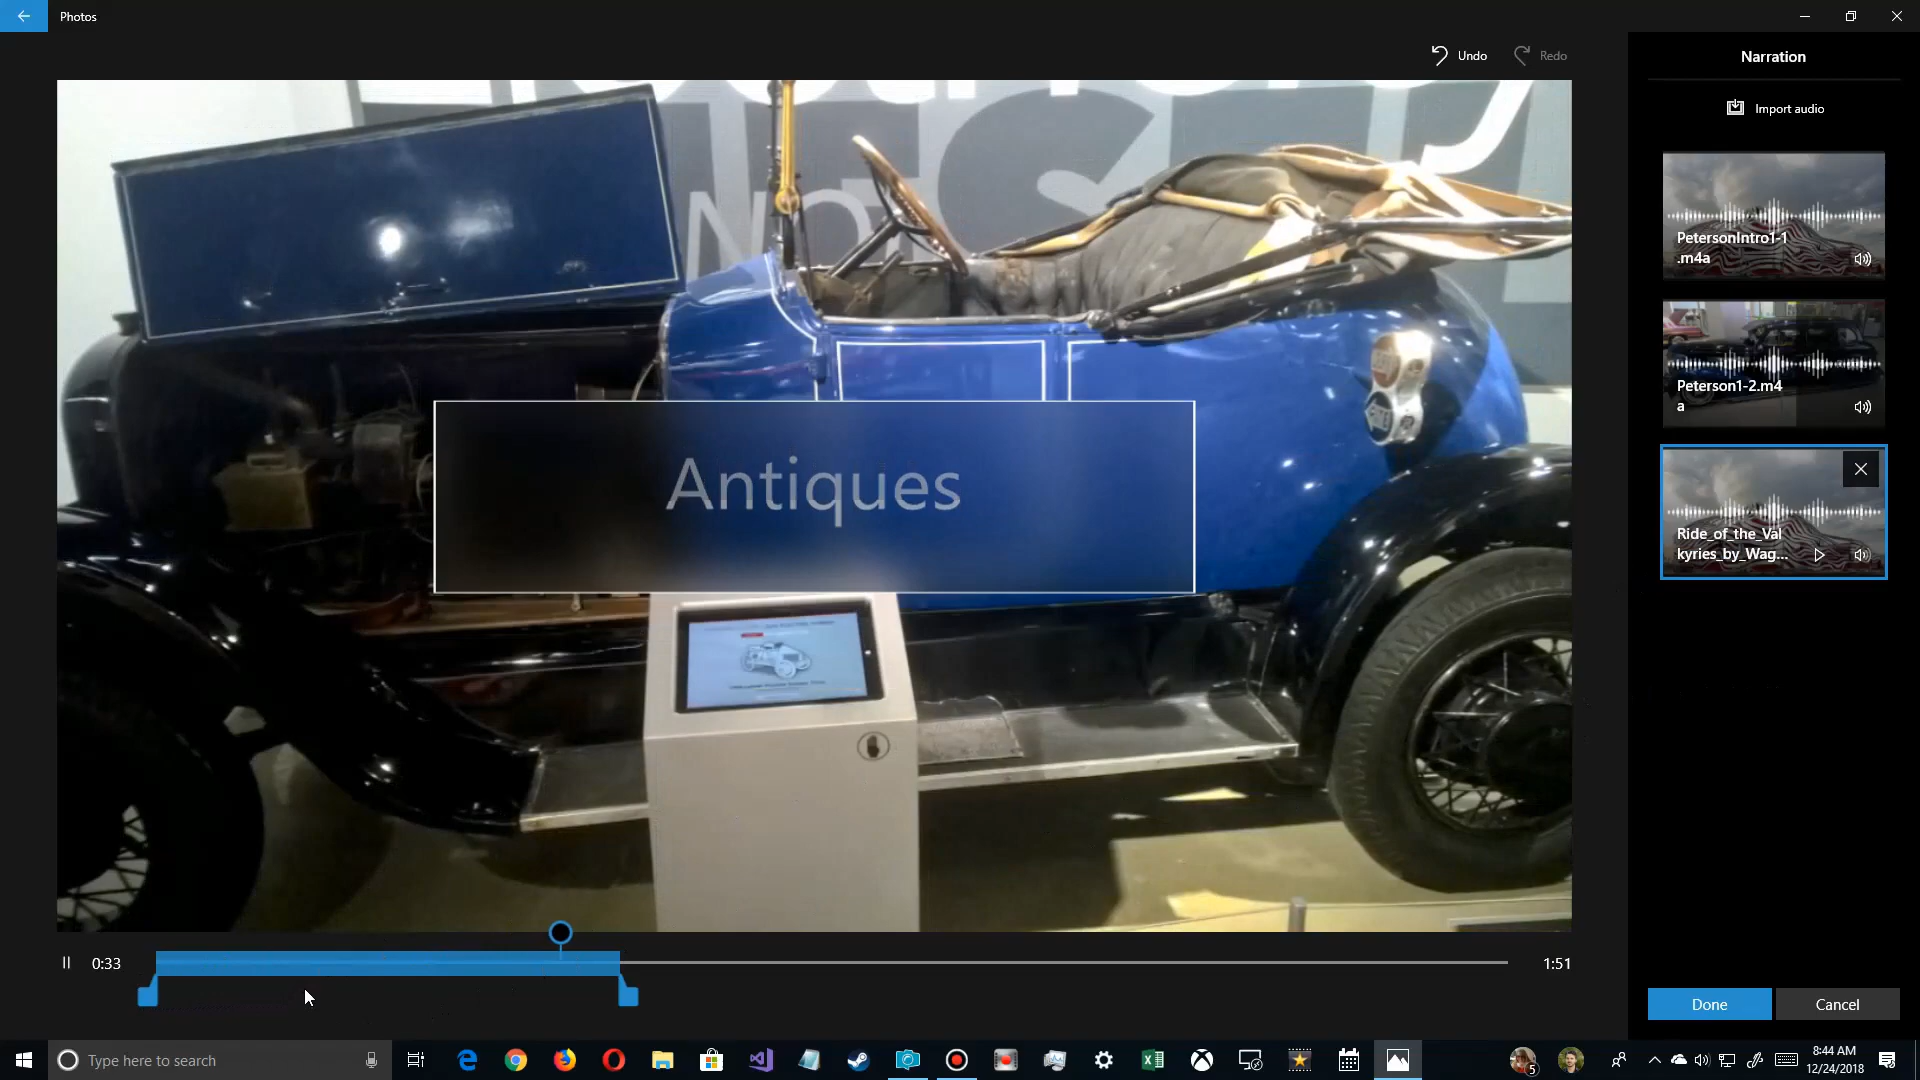 Photos
Undo
Redo
Narration
Import audio
PetersonIntro1-1
.m4a
Peterson1-2.m4
a
Ride_of_the_Val
kyries_by_Wag...
Antiques
0:33
1:51
Done
Cancel
Type here to search
5
8:44 AM
12/24/2018